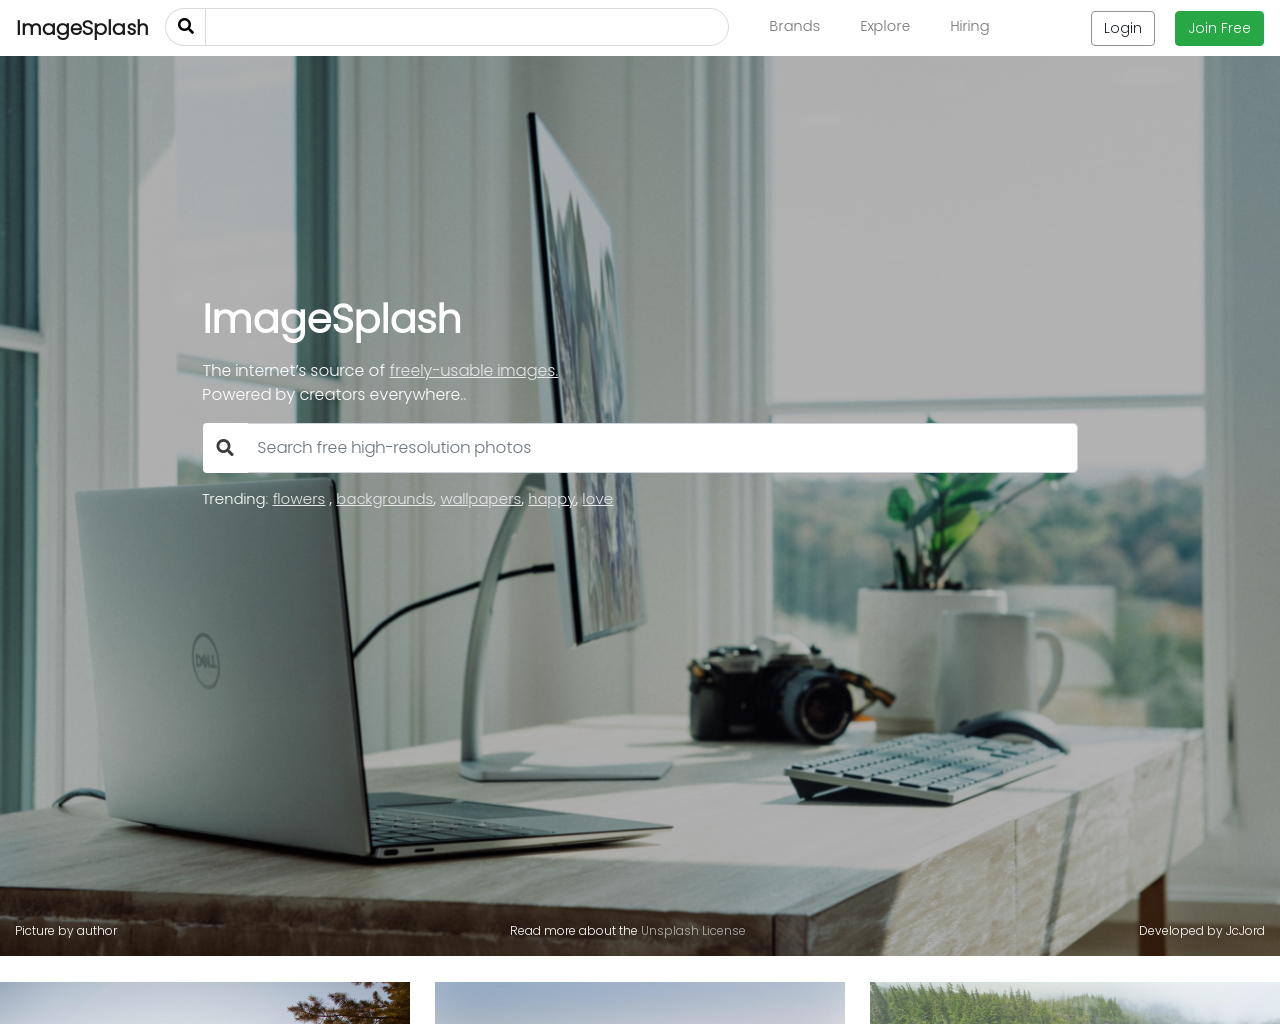 ImageSplash
Brands Explore Hiring Login Join Free
ImageSplash
The internet’s source of freely-usable images.
Powered by creators everywhere..
Search free high-resolution photos
Trending: flowers , backgrounds, wallpapers, happy, love
DELL
Picture by author Read more about the Unsplash License Developed by JcJord